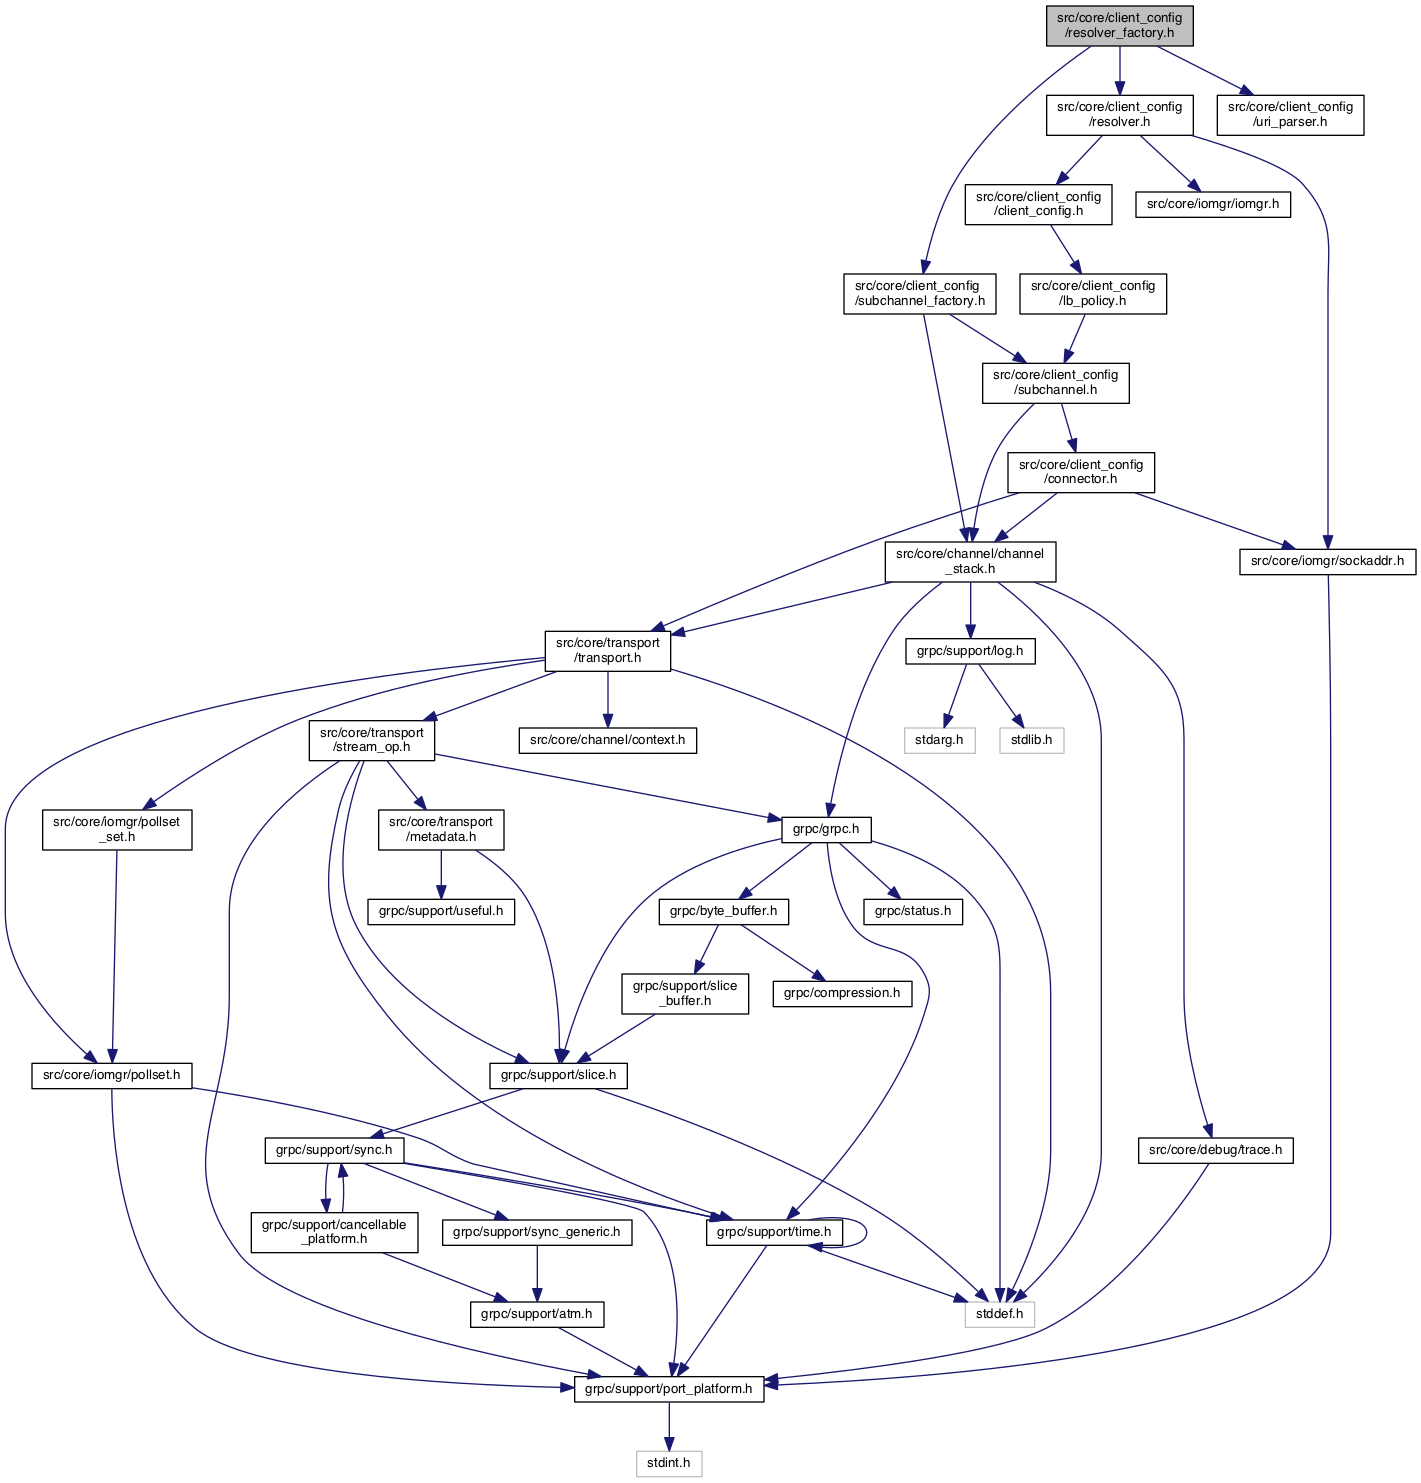 src/core/client_config
/resolver_factory.h
src/core/client_config
/resolver.h
src/core/client_config
/uri_parser.h
src/core/client_config
/client_config.h
src/core/iomgr/iomgr.h
src/core/client_config
/subchannel_factory.h
src/core/client_config
/lb_policy.h
src/core/client_config
/subchannel.h
src/core/client_config
/connector.h
src/core/channel/channel
_stack.h
src/core/iomgr/sockaddr.h
src/core/transport
/transport.h
grpc/support/log.h
src/core/transport
/stream_op.h
src/core/channel/context.h
stdarg.h
stdlib.h
src/core/iomgr/pollset
_set.h
src/core/transport
/metadata.h
grpc/grpc.h
grpc/support/useful.h
grpc/byte_buffer.h
grpc/status.h
grpc/support/slice
_buffer.h
grpc/compression.h
src/core/iomgr/pollset.h
grpc/support/slice.h
grpc/support/sync.h
src/core/debug/trace.h
grpc/support/cancellable
_platform.h
grpc/support/sync_generic.h
grpc/support/time.h
grpc/support/atm.h
stddef.h
grpc/support/port_platform.h
stdint.h